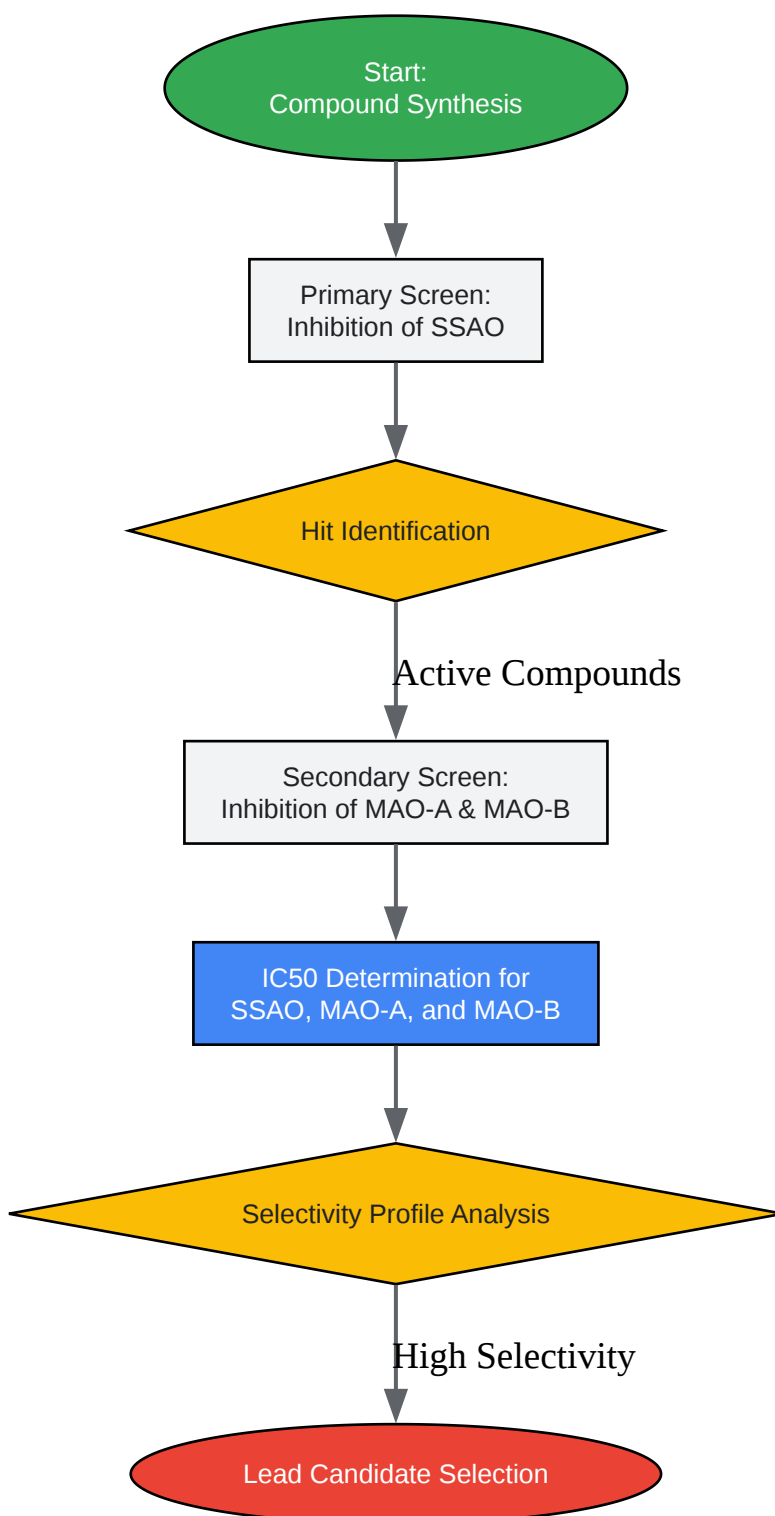 Start:
Compound Synthesis
Primary Screen:
Inhibition of SSAO
Hit Identification
Active Compounds
Secondary Screen:
Inhibition of MAO-A & MAO-B
IC50 Determination for
SSAO, MAO-A, and MAO-B
Selectivity Profile Analysis
High Selectivity
Lead Candidate Selection